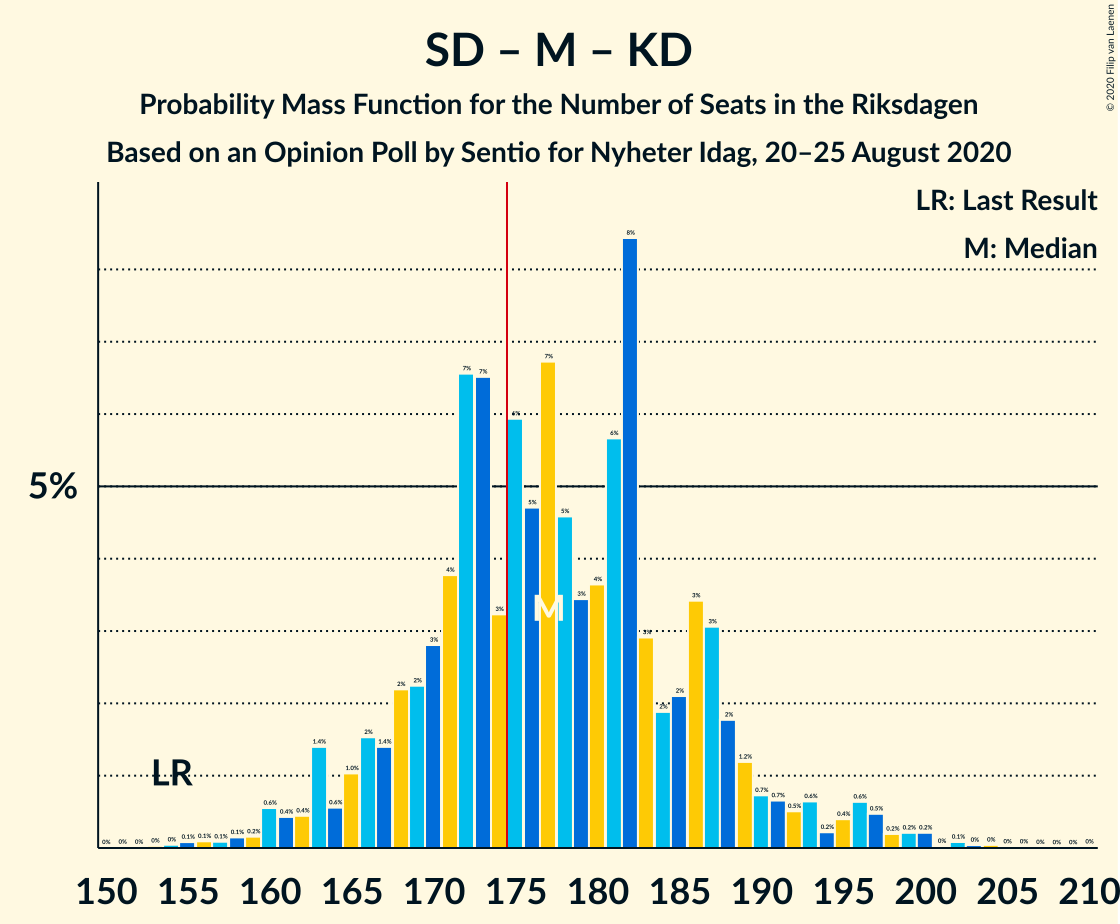 SD – M – KD
Probability Mass Function for the Number of Seats in the Riksdagen
Based on an Opinion Poll by Sentio for Nyheter Idag, 20–25 August 2020
© 2020 Filip van Laenen
LR: Last Result
M: Median
5%
LR
M
0% 0% 0% 0% 0% 0.1% 0.1% 0.1% 0.1% 0.2% 0.6% 0.4% 0.4% 1.4% 0.6% 1.0% 2% 1.4% 2% 2% 3% 4% 7% 7% 3% 6% 5% 7% 5% 3% 4% 6% 8% 3% 2% 2% 3% 3% 2% 1.2% 0.7% 0.7% 0.5% 0.6% 0.2% 0.4% 0.6% 0.5% 0.2% 0.2% 0.2% 0% 0.1% 0% 0% 0% 0% 0% 0% 0% 0%
150 155 160 165 170 175 180 185 190 195 200 205 210